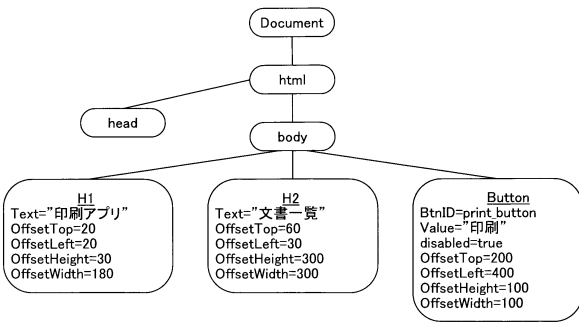 Document
html
head
body
H1
Text="印刷アプリ"
OffsetTop=20
OffsetLeft=20
OffsetHeight=30
OffsetWidth=180
H2
Text="文書一覧"
OffsetTop=60
OffsetLeft=30
OffsetHeight=300
OffsetWidth=300
Button
BtnID=print_button
Value="印刷"
disabled=true
OffsetTop=200
OffsetLeft=400
OffsetHeight=100
OffsetWidth=100